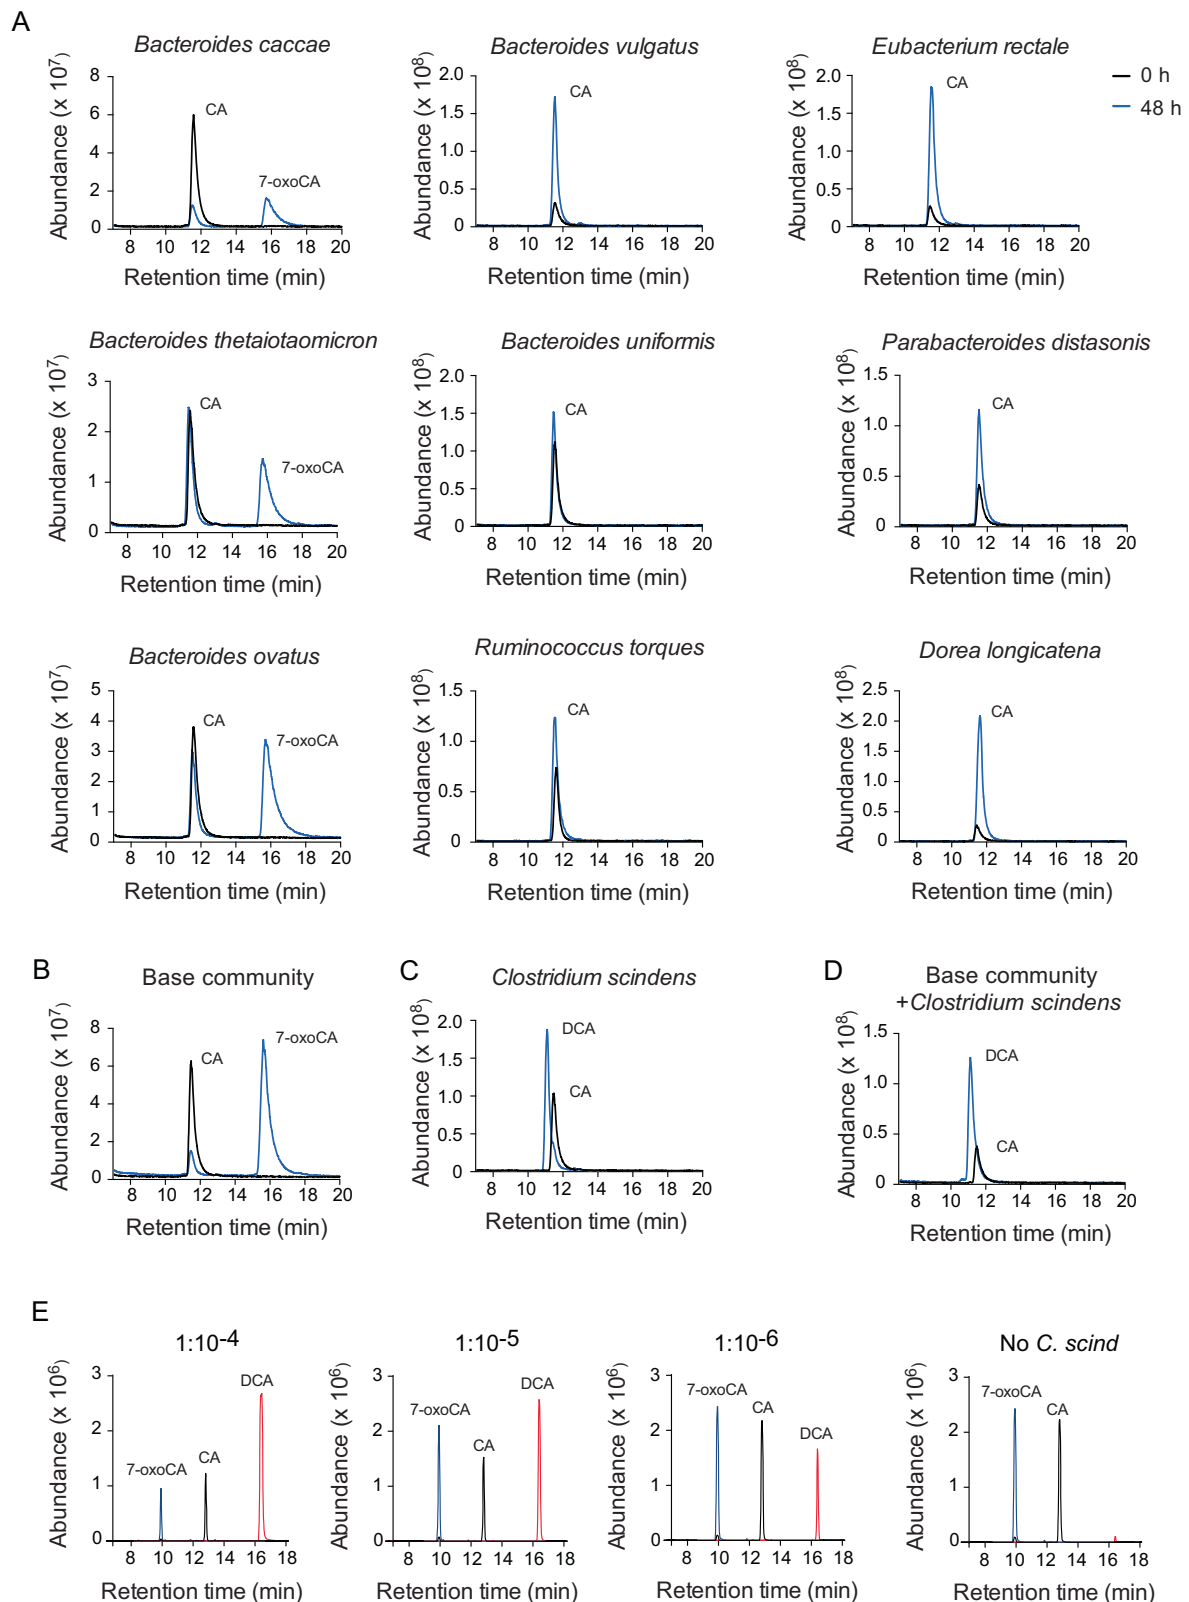 A
Bacteroides caccae
Abundance (x 10⁷)
8
6
4
2
0
CA
7-oxoCA
8 10 12 14 16 18 20
Retention time (min)
Bacteroides vulgatus
Abundance (x 10⁸)
2.0
1.5
1.0
0.5
0
CA
8 10 12 14 16 18 20
Retention time (min)
Eubacterium rectale
Abundance (x 10⁸)
2.0
1.5
1.0
0.5
0
CA
8 10 12 14 16 18 20
Retention time (min)
0 h
48 h
Bacteroides thetaiotaomicron
Abundance (x 10⁷)
3
2
1
0
CA
7-oxoCA
8 10 12 14 16 18 20
Retention time (min)
Bacteroides uniformis
Abundance (x 10⁸)
2.0
1.5
1.0
0.5
0
CA
8 10 12 14 16 18 20
Retention time (min)
Parabacteroides distasonis
Abundance (x 10⁸)
1.5
1.0
0.5
0
CA
8 10 12 14 16 18 20
Retention time (min)
Bacteroides ovatus
Abundance (x 10⁷)
5
4
3
2
1
0
CA
7-oxoCA
8 10 12 14 16 18 20
Retention time (min)
Ruminococcus torques
Abundance (x 10⁸)
1.5
1.0
0.5
0
CA
8 10 12 14 16 18 20
Retention time (min)
Dorea longicatena
Abundance (x 10⁸)
2.5
2.0
1.5
1.0
0.5
0
CA
8 10 12 14 16 18 20
Retention time (min)
B
Base community
Abundance (x 10⁷)
8
6
4
2
0
CA
7-oxoCA
8 10 12 14 16 18 20
Retention time (min)
C
Clostridium scindens
Abundance (x 10⁸)
2.0
1.5
1.0
0.5
0
DCA
CA
8 10 12 14 16 18 20
Retention time (min)
D
Base community
+Clostridium scindens
Abundance (x 10⁸)
1.5
1.0
0.5
0
DCA
CA
8 10 12 14 16 18 20
Retention time (min)
E
1:10⁻⁴
Abundance (x 10⁶)
3
2
1
0
7-oxoCA
CA
DCA
8 10 12 14 16 18
Retention time (min)
1:10⁻⁵
Abundance (x 10⁶)
3
2
1
0
7-oxoCA
CA
DCA
8 10 12 14 16 18
Retention time (min)
1:10⁻⁶
Abundance (x 10⁶)
3
2
1
0
7-oxoCA
CA
DCA
8 10 12 14 16 18
Retention time (min)
No C. scind
Abundance (x 10⁶)
3
2
1
0
7-oxoCA
CA
8 10 12 14 16 18
Retention time (min)